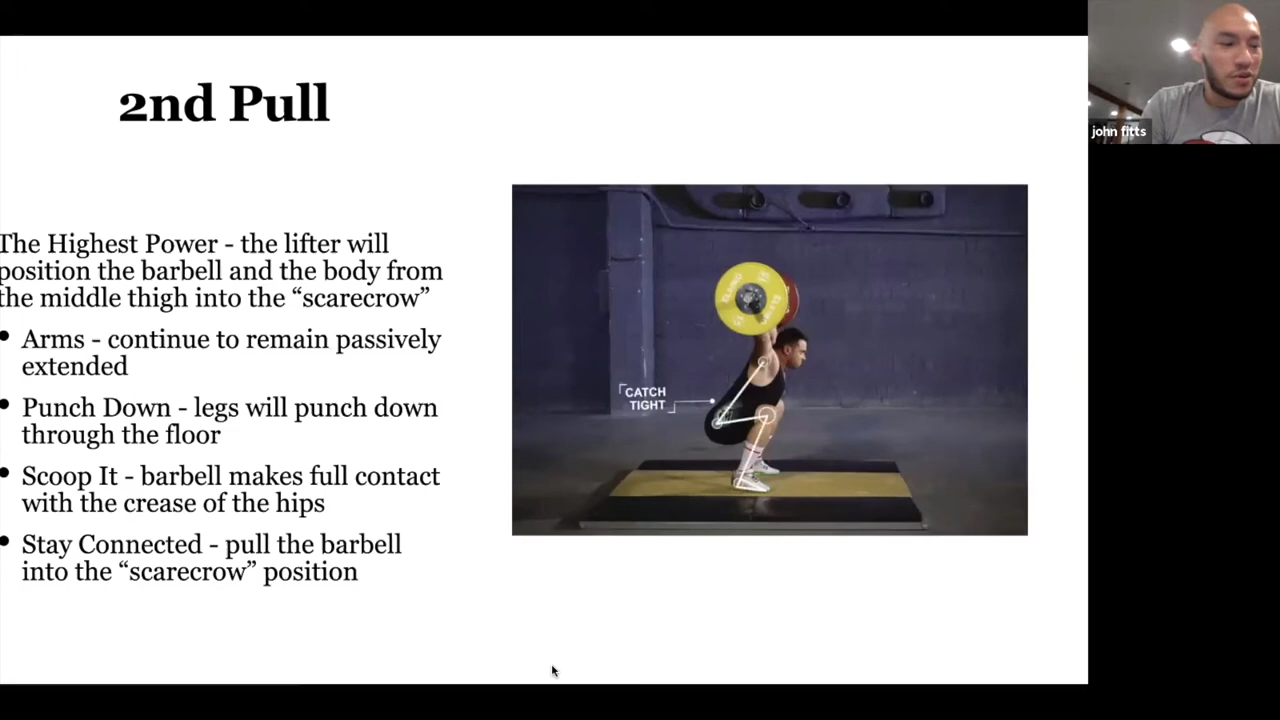 2nd Pull
john fitts
The Highest Power - the lifter will
position the barbell and the body from
the middle thigh into the “scarecrow”
• Arms - continue to remain passively
extended
• Punch Down - legs will punch down
through the floor
• Scoop It - barbell makes full contact
with the crease of the hips
• Stay Connected - pull the barbell
into the “scarecrow” position
CATCH
TIGHT
15